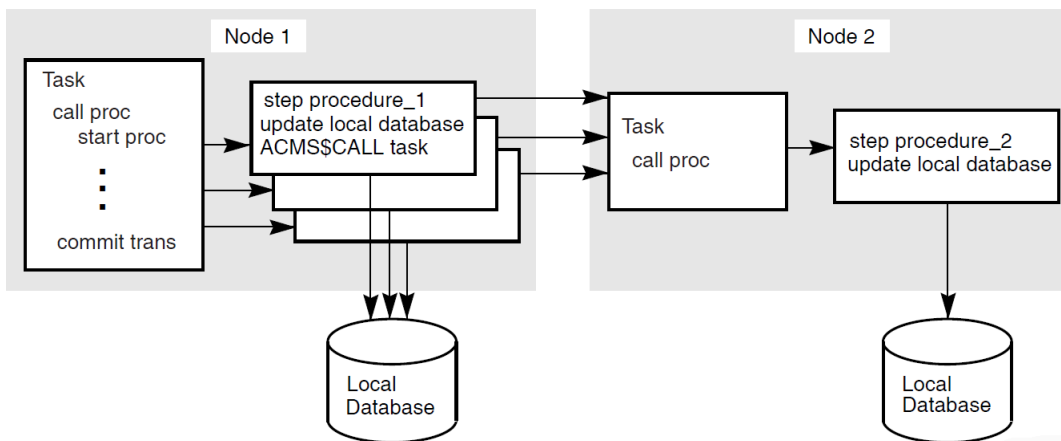 Node 1
Task
call proc
start proc
commit trans
step procedure_1
update local database
ACMS$CALL task
Local
Database
Node 2
Task
call proc
step procedure_2
update local database
Local
Database